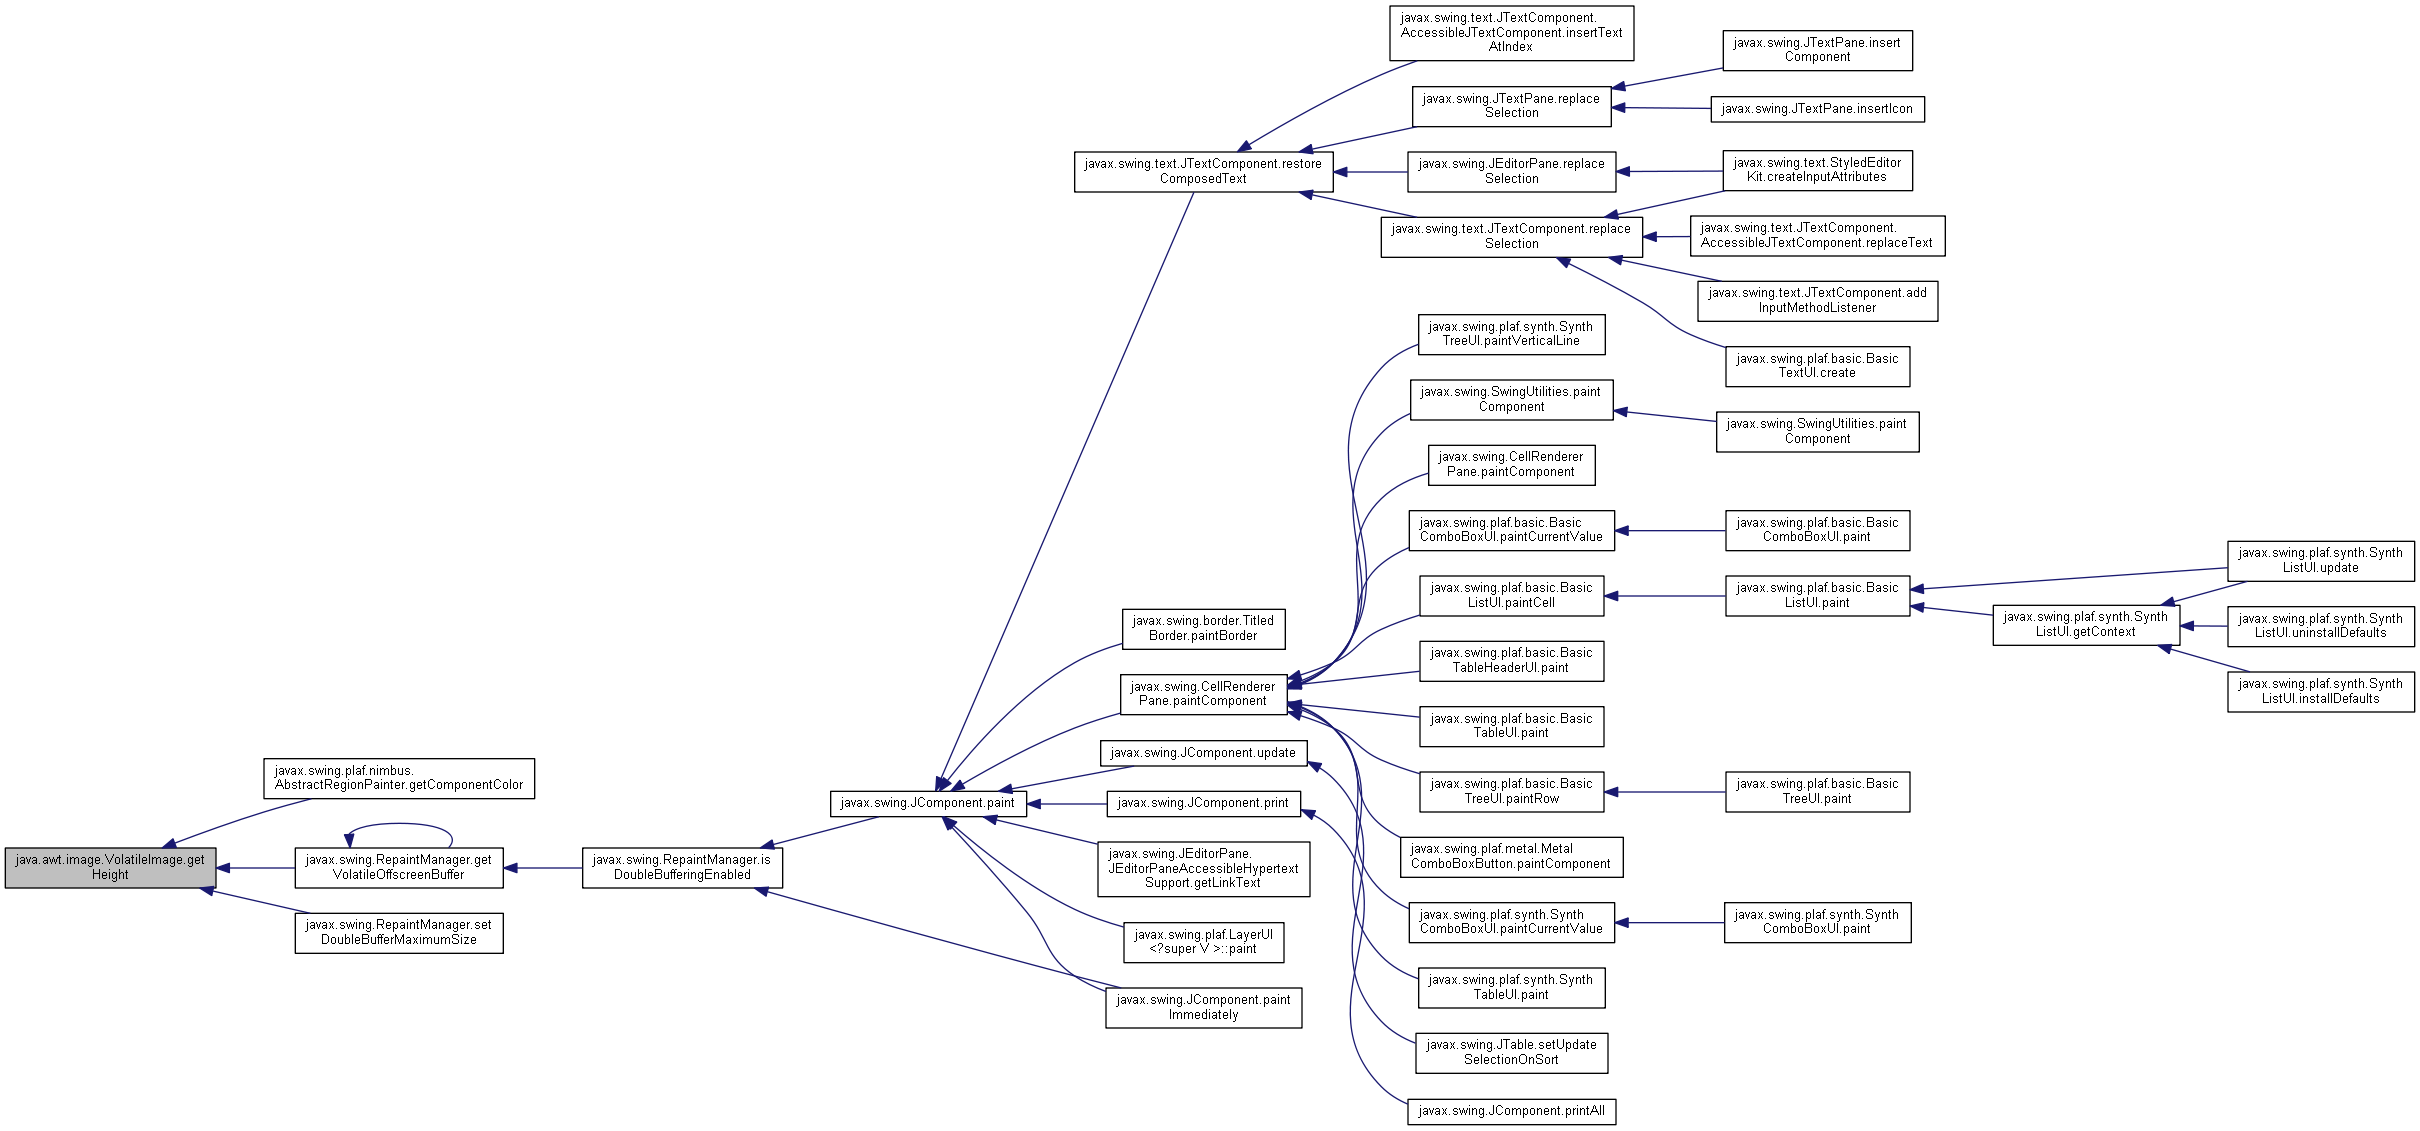 javax.swing.text.JTextComponent.
AccessibleJTextComponent.insertText
AtIndex
javax.swing.JTextPane.insert
Component
javax.swing.JTextPane.replace
Selection
javax.swing.JTextPane.insertIcon
javax.swing.text.JTextComponent.restore
ComposedText
javax.swing.JEditorPane.replace
Selection
javax.swing.text.StyledEditor
Kit.createInputAttributes
javax.swing.text.JTextComponent.replace
Selection
javax.swing.text.JTextComponent.
AccessibleJTextComponent.replaceText
javax.swing.text.JTextComponent.add
InputMethodListener
javax.swing.plaf.synth.Synth
TreeUI.paintVerticalLine
javax.swing.plaf.basic.Basic
TextUI.create
javax.swing.SwingUtilities.paint
Component
javax.swing.SwingUtilities.paint
Component
javax.swing.CellRenderer
Pane.paintComponent
javax.swing.plaf.basic.Basic
ComboBoxUI.paintCurrentValue
javax.swing.plaf.basic.Basic
ComboBoxUI.paint
javax.swing.plaf.synth.Synth
ListUI.update
javax.swing.plaf.basic.Basic
ListUI.paintCell
javax.swing.plaf.basic.Basic
ListUI.paint
javax.swing.plaf.synth.Synth
ListUI.getContext
javax.swing.plaf.synth.Synth
ListUI.uninstallDefaults
javax.swing.border.Titled
Border.paintBorder
javax.swing.plaf.basic.Basic
TableHeaderUI.paint
javax.swing.plaf.synth.Synth
ListUI.installDefaults
javax.swing.CellRenderer
Pane.paintComponent
javax.swing.plaf.basic.Basic
TableUI.paint
javax.swing.JComponent.update
javax.swing.plaf.nimbus.
AbstractRegionPainter.getComponentColor
javax.swing.plaf.basic.Basic
TreeUI.paintRow
javax.swing.plaf.basic.Basic
TreeUI.paint
javax.swing.JComponent.paint
javax.swing.JComponent.print
javax.swing.plaf.metal.Metal
ComboBoxButton.paintComponent
java.awt.image.VolatileImage.get
Height
javax.swing.RepaintManager.get
VolatileOffscreenBuffer
javax.swing.RepaintManager.is
DoubleBufferingEnabled
javax.swing.JEditorPane.
JEditorPaneAccessibleHypertext
Support.getLinkText
javax.swing.plaf.synth.Synth
ComboBoxUI.paintCurrentValue
javax.swing.plaf.synth.Synth
ComboBoxUI.paint
javax.swing.RepaintManager.set
DoubleBufferMaximumSize
javax.swing.plaf.LayerUI
<?super V >::paint
javax.swing.plaf.synth.Synth
TableUI.paint
javax.swing.JComponent.paint
Immediately
javax.swing.JTable.setUpdate
SelectionOnSort
javax.swing.JComponent.printAll